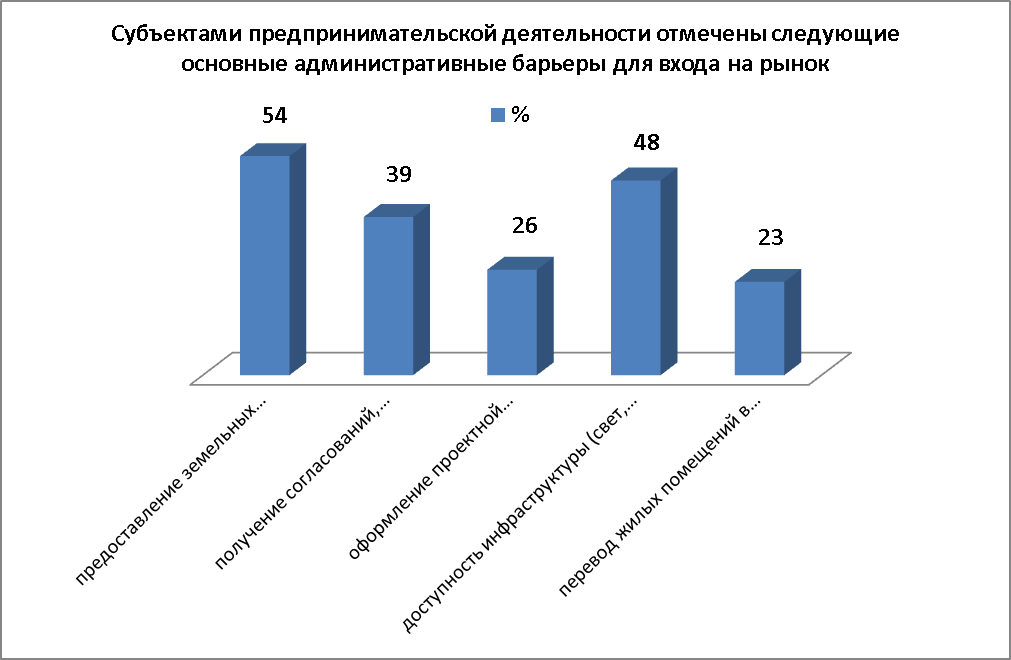 Субъектами предпринимательской деятельности отмечены следующие
основные административные барьеры для входа на рынок
%
54
39
26
48
23
предоставление земельных...
получение согласований,...
оформление проектной...
доступность инфраструктуры (свет,...
перевод жилых помещений в...